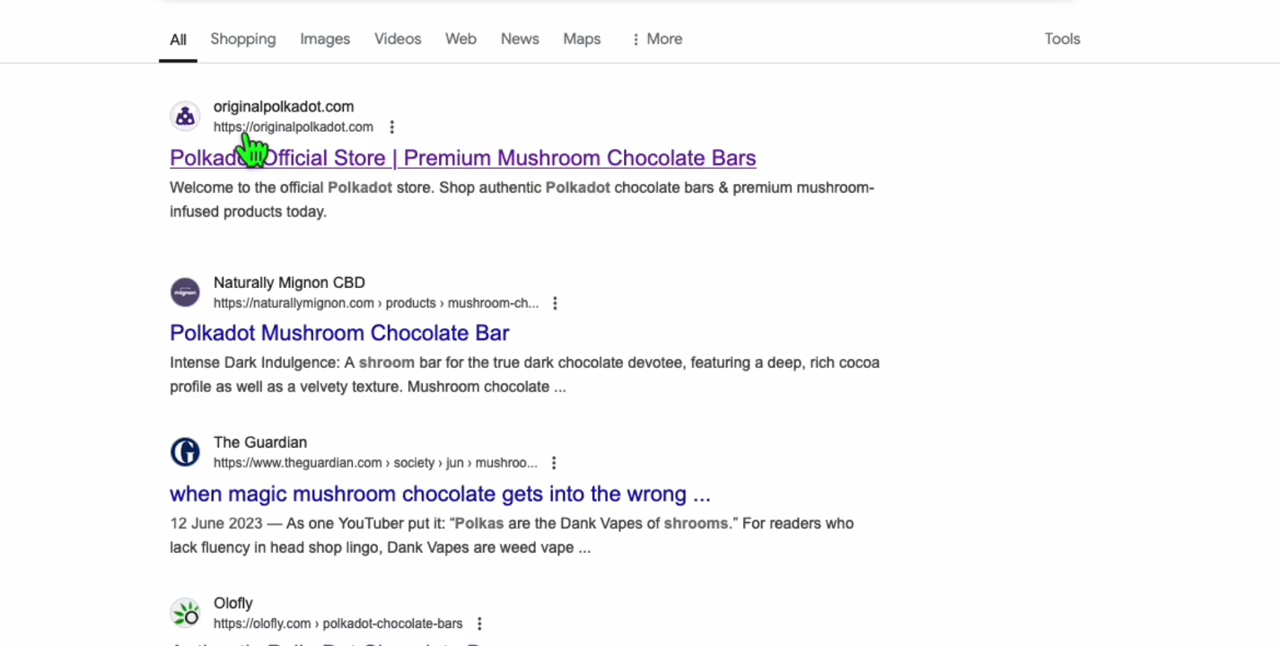 All Shopping Images Videos Web News Maps More Tools
originalpolkadot.com
https://originalpolkadot.com
Polkadot Official Store | Premium Mushroom Chocolate Bars
Welcome to the official Polkadot store. Shop authentic Polkadot chocolate bars & premium mushroom-
infused products today.
mignon
Naturally Mignon CBD
https://naturallymignon.com › products › mushroom-ch...
Polkadot Mushroom Chocolate Bar
Intense Dark Indulgence: A shroom bar for the true dark chocolate devotee, featuring a deep, rich cocoa
profile as well as a velvety texture. Mushroom chocolate ...
The Guardian
https://www.theguardian.com › society › jun › mushroo...
when magic mushroom chocolate gets into the wrong ...
12 June 2023 — As one YouTuber put it: “Polkas are the Dank Vapes of shrooms.” For readers who
lack fluency in head shop lingo, Dank Vapes are weed vape ...
Olofly
https://olofly.com › polkadot-chocolate-bars